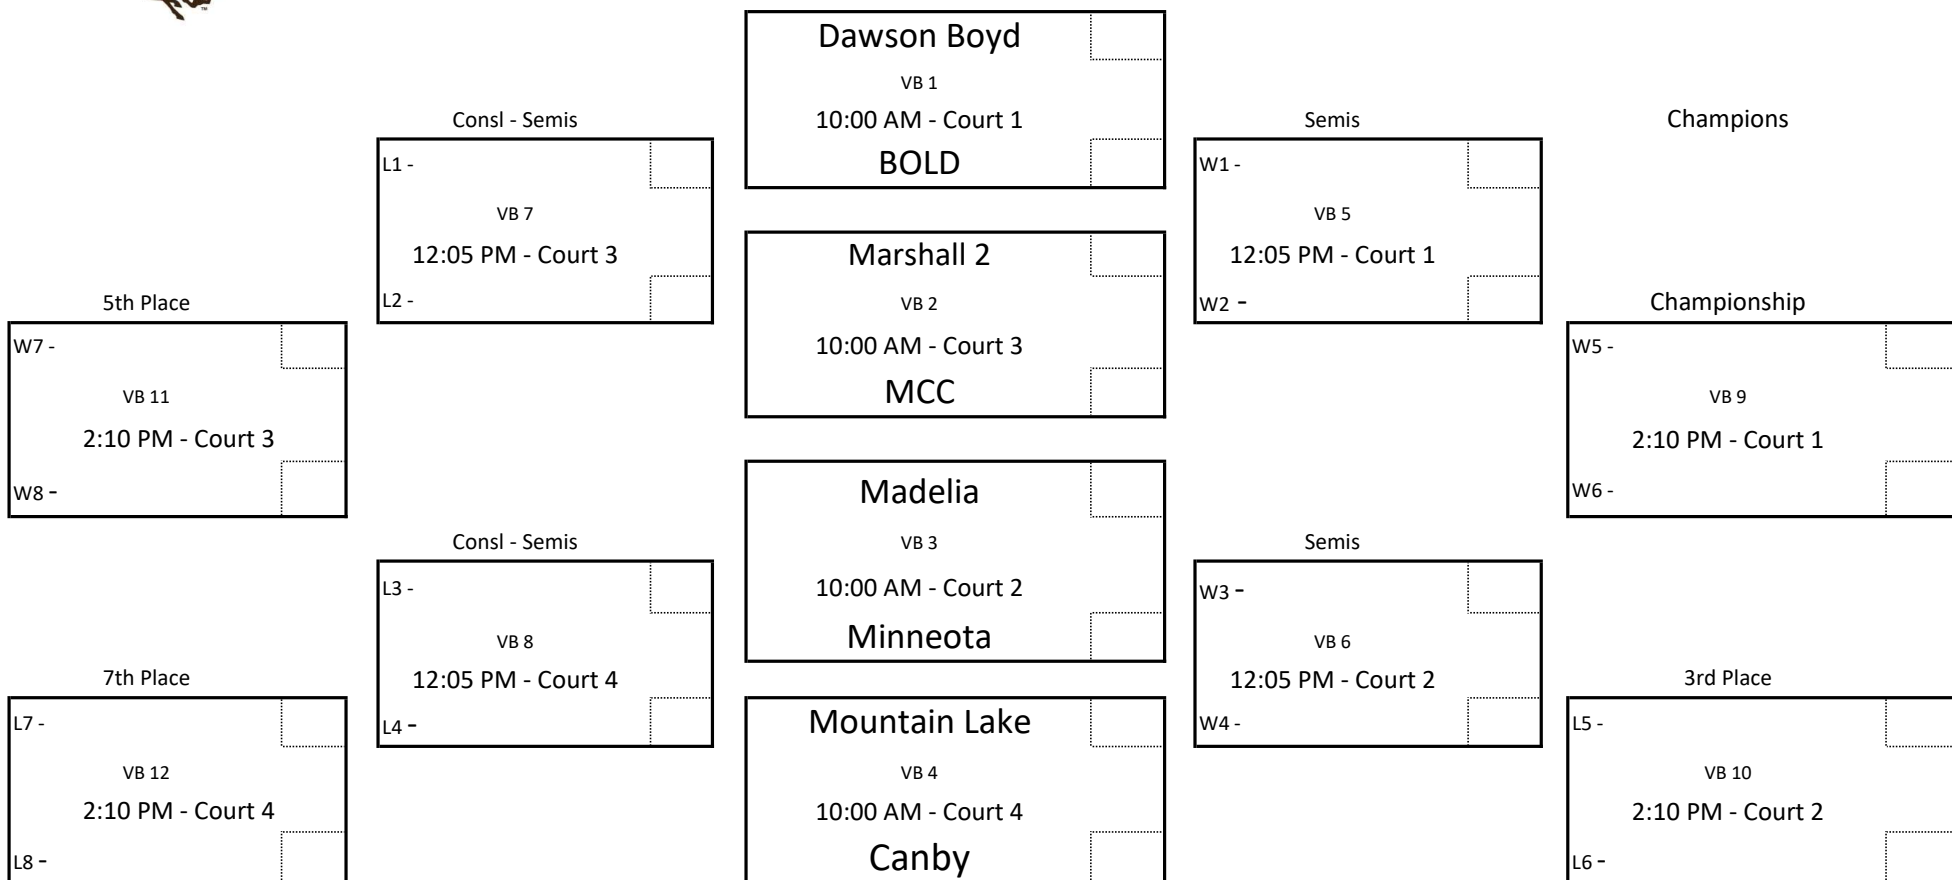 Dawson Boyd
VB 1
10:00 AM - Court 1
BOLD
Consl - Semis
L1 -
VB 7
12:05 PM - Court 3
L2 -
Semis
W1 -
VB 5
12:05 PM - Court 1
W2 -
Champions
Marshall 2
VB 2
10:00 AM - Court 3
MCC
5th Place
W7 -
VB 11
2:10 PM - Court 3
W8 -
Championship
W5 -
VB 9
2:10 PM - Court 1
W6 -
Madelia
VB 3
10:00 AM - Court 2
Minneota
Consl - Semis
L3 -
VB 8
12:05 PM - Court 4
L4 -
Semis
W3 -
VB 6
12:05 PM - Court 2
W4 -
7th Place
L7 -
VB 12
2:10 PM - Court 4
L8 -
Mountain Lake
VB 4
10:00 AM - Court 4
Canby
3rd Place
L5 -
VB 10
2:10 PM - Court 2
L6 -